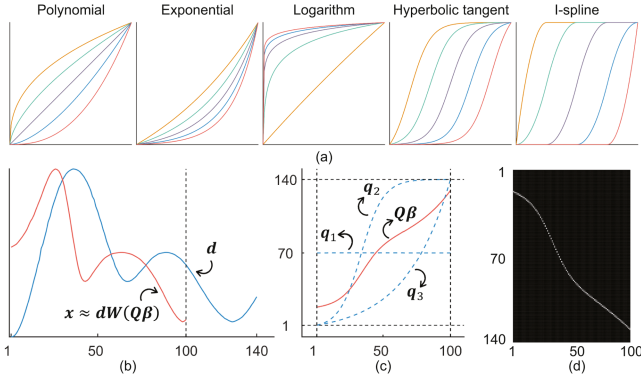 Polynomial Exponential Logarithm Hyperbolic tangent I-spline
(a)
d
x ≈ dW(Qβ)
1 50 100 140
(b)
140
70
1
q₂
Qβ
q₁
q₃
1 50 100
(c)
1
70
140
1 50 100
(d)